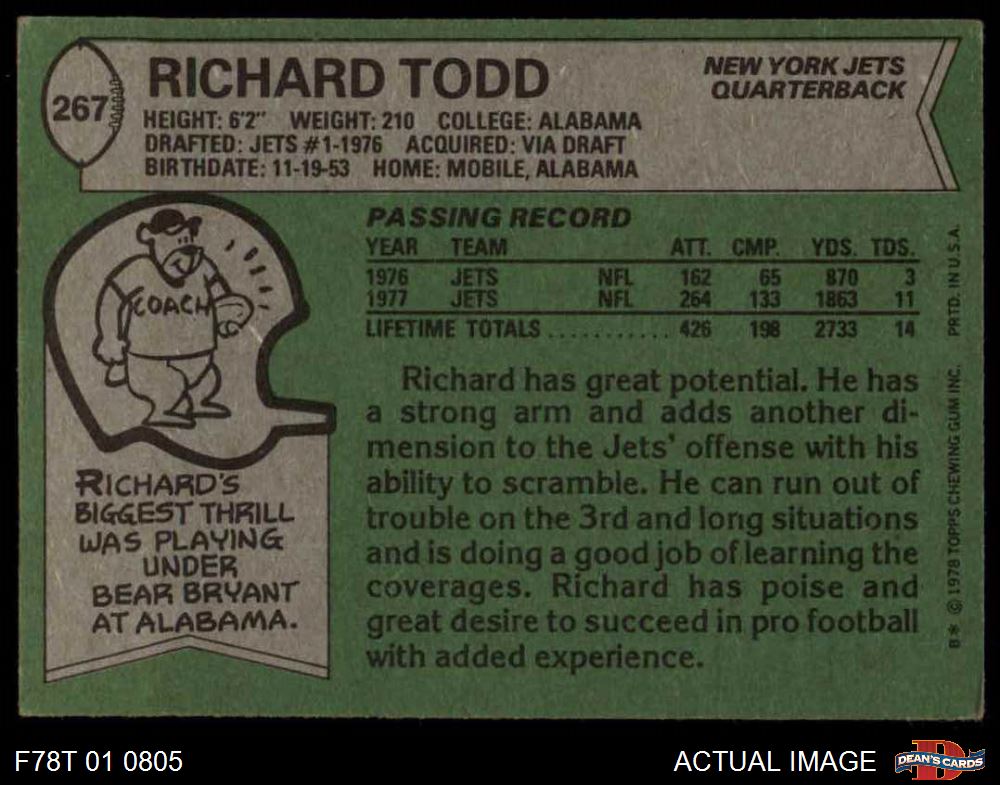 267
RICHARD TODD
NEW YORK JETS
QUARTERBACK
HEIGHT: 6'2" WEIGHT: 210 COLLEGE: ALABAMA
DRAFTED: JETS #1-1976 ACQUIRED: VIA DRAFT
BIRTHDATE: 11-19-53 HOME: MOBILE, ALABAMA
COACH
RICHARD'S
BIGGEST THRILL
WAS PLAYING
UNDER
BEAR BRYANT
AT ALABAMA.
PASSING RECORD
YEAR TEAM ATT. CMP. YDS. TDS.
1976 JETS NFL 162 65 870 3
1977 JETS NFL 264 133 1863 11
LIFETIME TOTALS ........... 426 198 2733 14
Richard has great potential. He has
a strong arm and adds another di-
mension to the Jets' offense with his
ability to scramble. He can run out of
trouble on the 3rd and long situations
and is doing a good job of learning the
coverages. Richard has poise and
great desire to succeed in pro football
with added experience.
B* © 1978 TOPPS CHEWING GUM INC. PRTD. IN U.S.A.
F78T 01 0805
ACTUAL IMAGE
DEAN'S CARDS